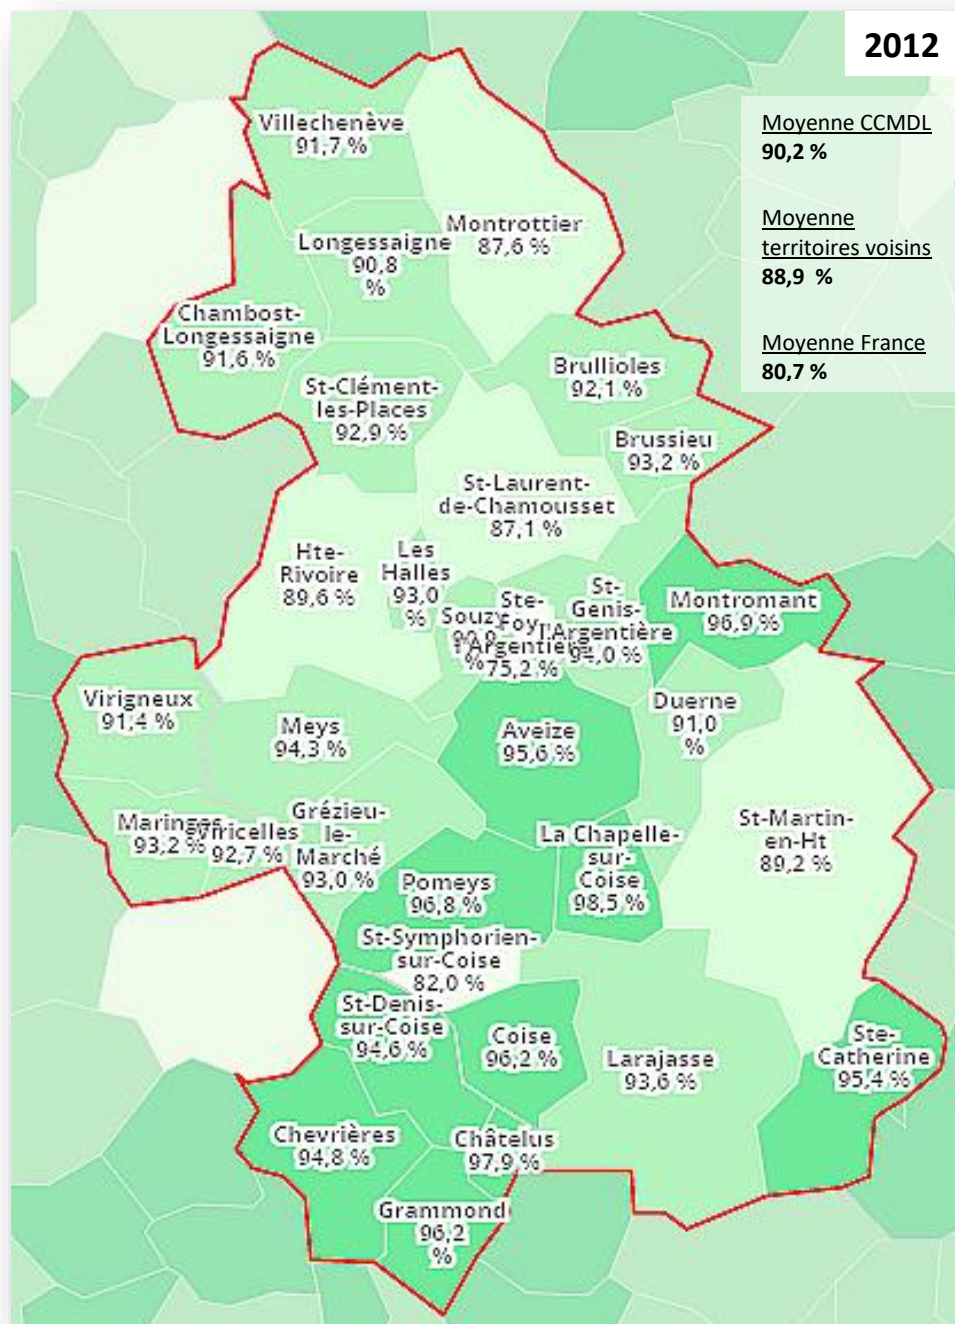 2012
Moyenne CCMDL
90,2 %
Moyenne
territoires voisins
88,9 %
Moyenne France
80,7 %
Villechenève
91,7 %
Montrottier
87,6 %
Longessaigne
90,8
%
Chambost-
Longessaigne
91,6 %
Brullioles
92,1 %
St-Clément-
les-Places
92,9 %
Brussieu
93,2 %
St-Laurent-
de-Chamousset
87,1 %
Hte-
Rivoire
89,6 %
Les
Halles
93,0
%
Souzy
%
Ste-
Foy-
l'Argentière
75,2 %
St-
Genis-
l'Argentière
94,0 %
Montromant
96,9 %
Virigneux
91,4 %
Meys
94,3 %
Aveize
95,6 %
Duerne
91,0
%
Maringes
93,2 %
Viricelles
92,7 %
Grézieu-
le-
Marché
93,0 %
La Chapelle-
sur-
Coise
98,5 %
St-Martin-
en-Ht
89,2 %
Pomeys
96,8 %
St-Symphorien-
sur-Coise
82,0 %
St-Denis-
sur-Coise
94,6 %
Coise
96,2 %
Larajasse
93,6 %
Ste-
Catherine
95,4 %
Chevrières
94,8 %
Châtelus
97,9 %
Grammond
96,2
%